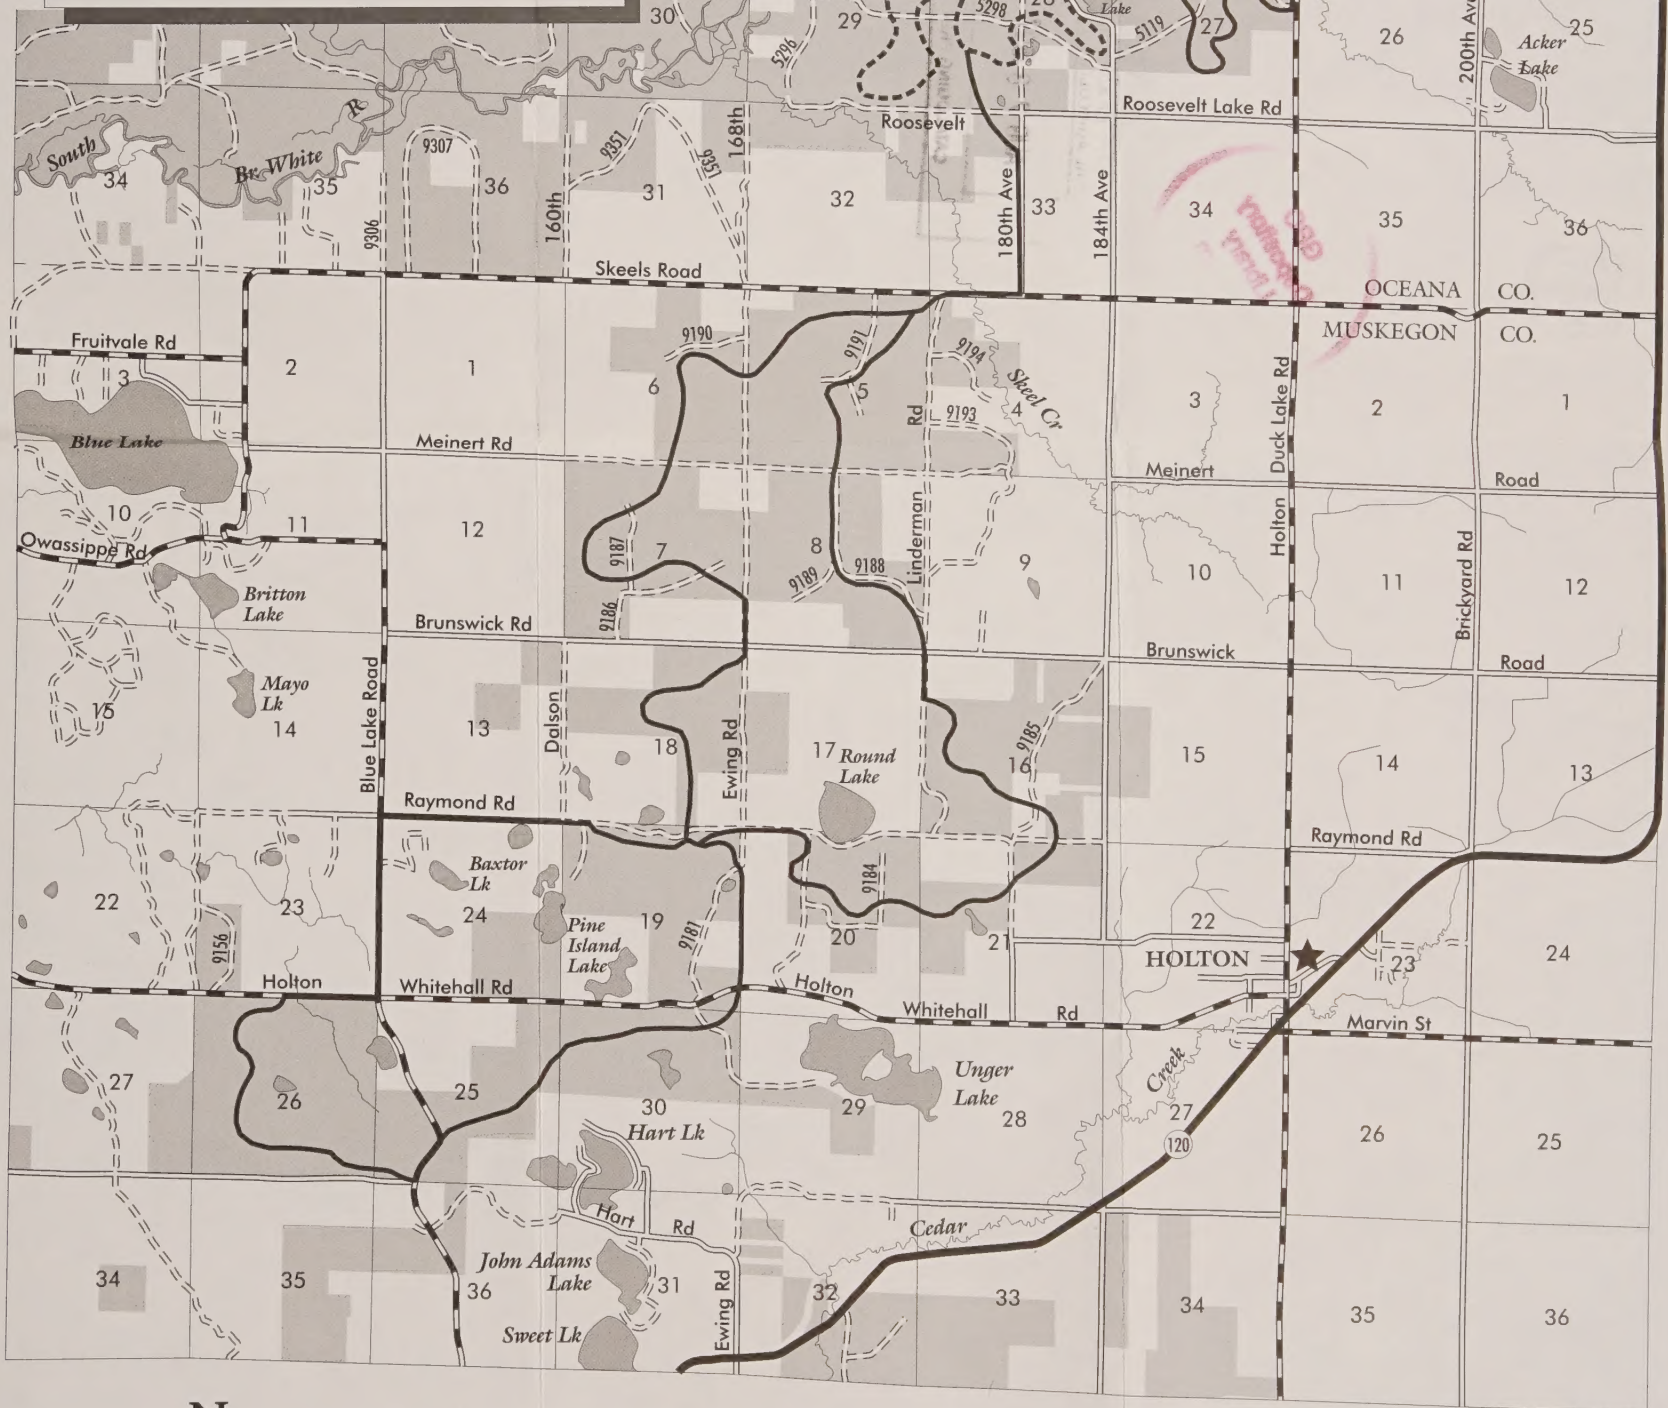 30
29
5298
28
Lake
5119
27
26
200th Ave
25
Acker
Lake
5296
Roosevelt
Roosevelt Lake Rd
South
34
Br. White
R
35
9306
9307
36
160th
9351
31
9351
168th
32
180th Ave
33
184th Ave
34
35
36
Skeels Road
OCEANA CO.
MUSKEGON CO.
Fruitvale Rd
3
2
1
9190
6
9191
5
9194
Skeel Cr
4
9193
Rd
3
Duck Lake Rd
2
1
Blue Lake
Meinert Rd
Meinert
Road
10
11
12
Owassippe Rd
9187
7
8
9189
9188
Linderman
9
10
Holton
11
Brickyard Rd
12
Britton
Lake
9186
Brunswick Rd
Brunswick
Road
Mayo
Lk
15
14
Blue Lake Road
13
Dalson
18
Ewing Rd
17
Round
Lake
9185
16
15
14
13
Raymond Rd
Raymond Rd
Baxtor
Lk
22
23
9156
24
Pine
Island
Lake
19
9181
9184
20
21
22
HOLTON
23
24
Holton
Whitehall Rd
Holton
Whitehall
Rd
Marvin St
27
26
25
30
Hart Lk
29
Unger
Lake
28
Creek
27
120
26
25
Hart
Rd
Cedar
John Adams
Lake
34
35
36
31
Ewing Rd
32
33
34
35
36
Sweet Lk
N